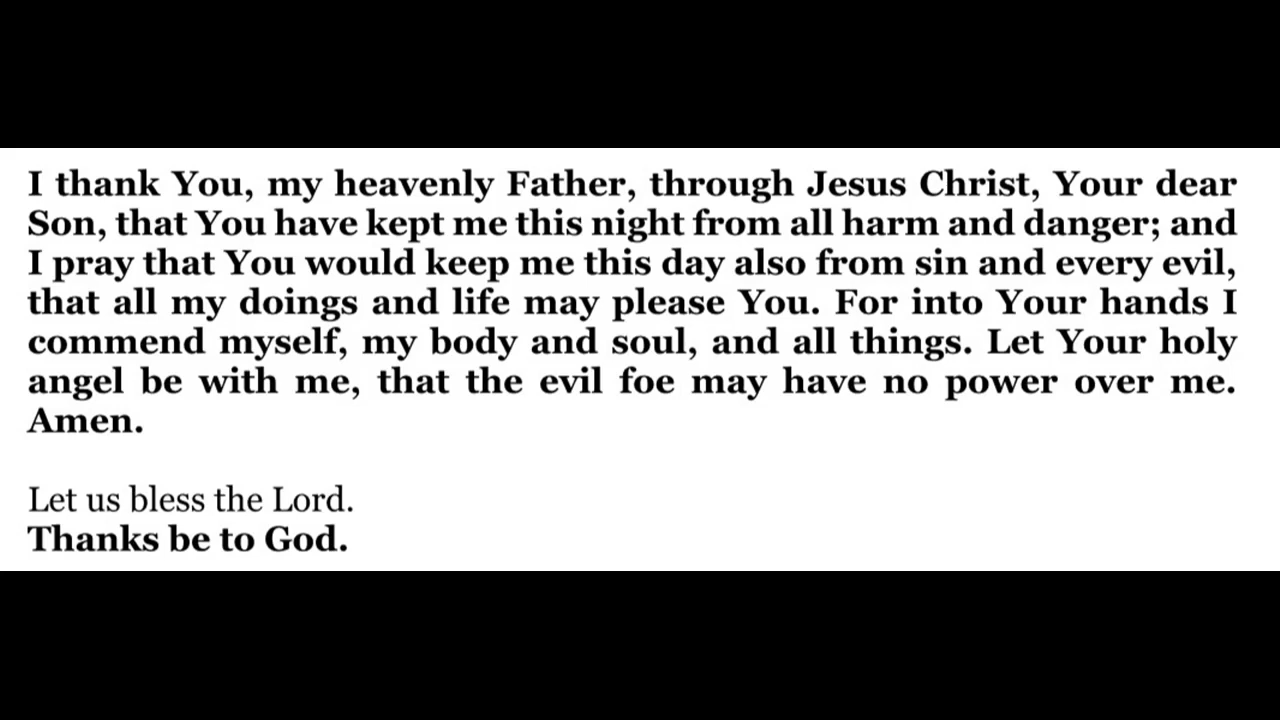 I thank You, my heavenly Father, through Jesus Christ, Your dear
Son, that You have kept me this night from all harm and danger; and
I pray that You would keep me this day also from sin and every evil,
that all my doings and life may please You. For into Your hands I
commend myself, my body and soul, and all things. Let Your holy
angel be with me, that the evil foe may have no power over me.
Amen.
Let us bless the Lord.
Thanks be to God.